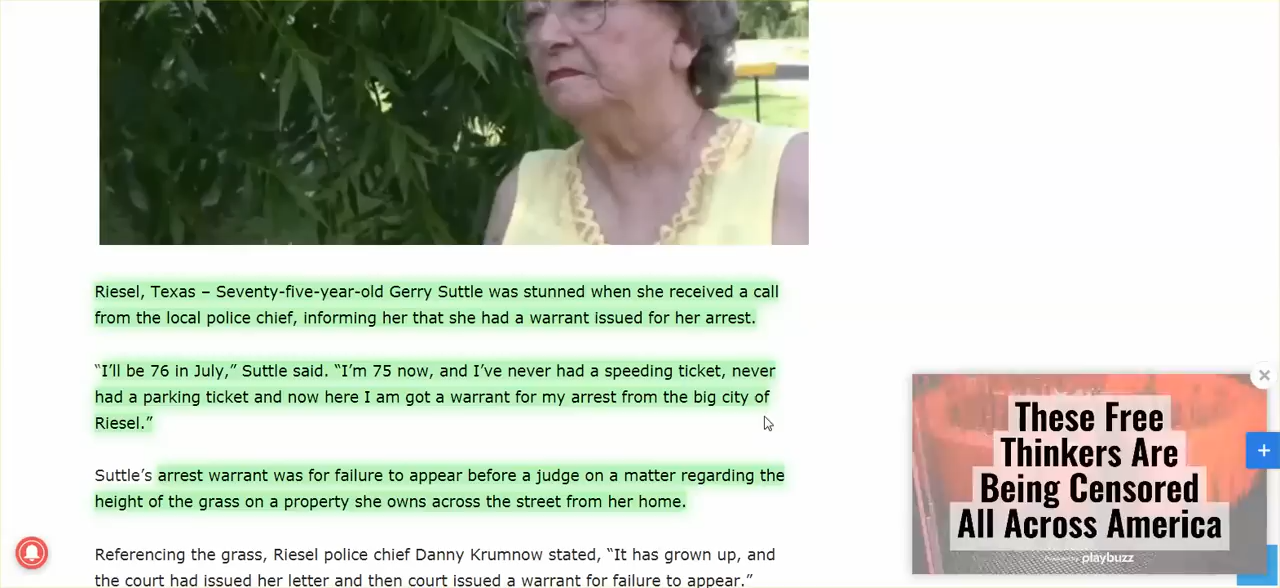 Riesel, Texas – Seventy-five-year-old Gerry Suttle was stunned when she received a call
from the local police chief, informing her that she had a warrant issued for her arrest.
“I’ll be 76 in July,” Suttle said. “I’m 75 now, and I’ve never had a speeding ticket, never
had a parking ticket and now here I am got a warrant for my arrest from the big city of
Riesel.”
Suttle’s arrest warrant was for failure to appear before a judge on a matter regarding the
height of the grass on a property she owns across the street from her home.
Referencing the grass, Riesel police chief Danny Krumnow stated, “It has grown up, and
the court had issued her letter and then court issued a warrant for failure to appear.”
These Free
Thinkers Are
Being Censored
All Across America
Powered by playbuzz